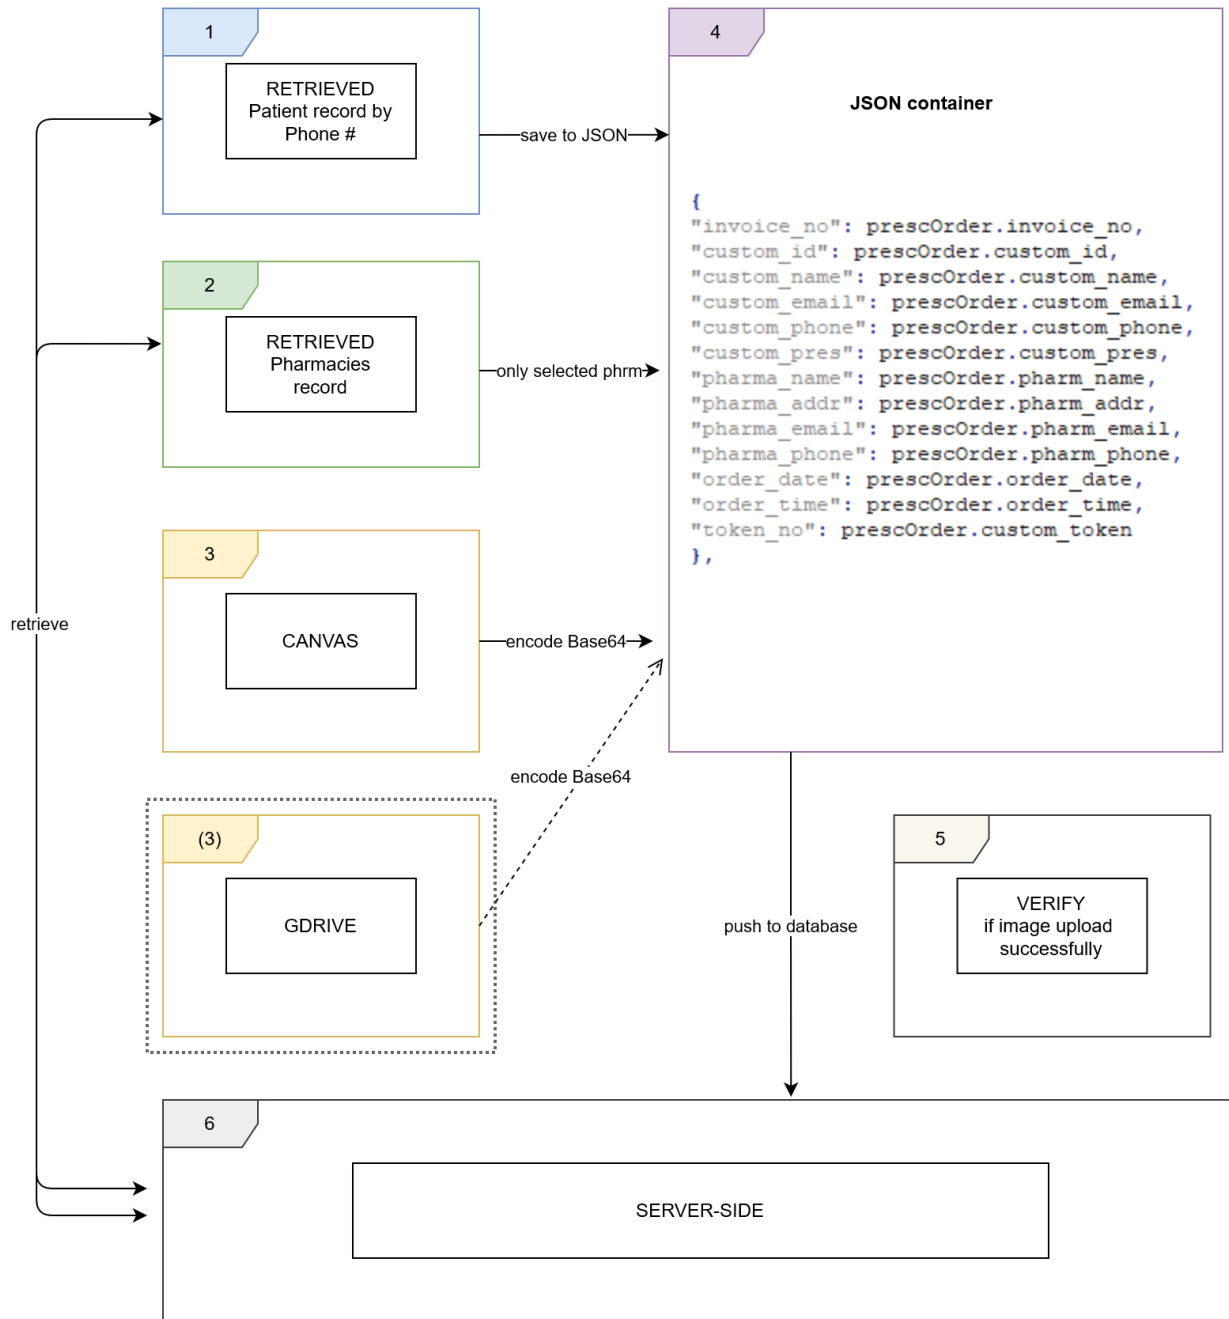 1
RETRIEVED
Patient record by
Phone #
save to JSON
2
RETRIEVED
Pharmacies
record
only selected phrm
3
CANVAS
encode Base64
retrieve
encode Base64
(3)
GDRIVE
4
JSON container
{
"invoice_no": prescOrder.invoice_no,
"custom_id": prescOrder.custom_id,
"custom_name": prescOrder.custom_name,
"custom_email": prescOrder.custom_email,
"custom_phone": prescOrder.custom_phone,
"custom_pres": prescOrder.custom_pres,
"pharma_name": prescOrder.pharm_name,
"pharma_addr": prescOrder.pharm_addr,
"pharma_email": prescOrder.pharm_email,
"pharma_phone": prescOrder.pharm_phone,
"order_date": prescOrder.order_date,
"order_time": prescOrder.order_time,
"token_no": prescOrder.custom_token
},
push to database
5
VERIFY
if image upload
successfully
6
SERVER-SIDE